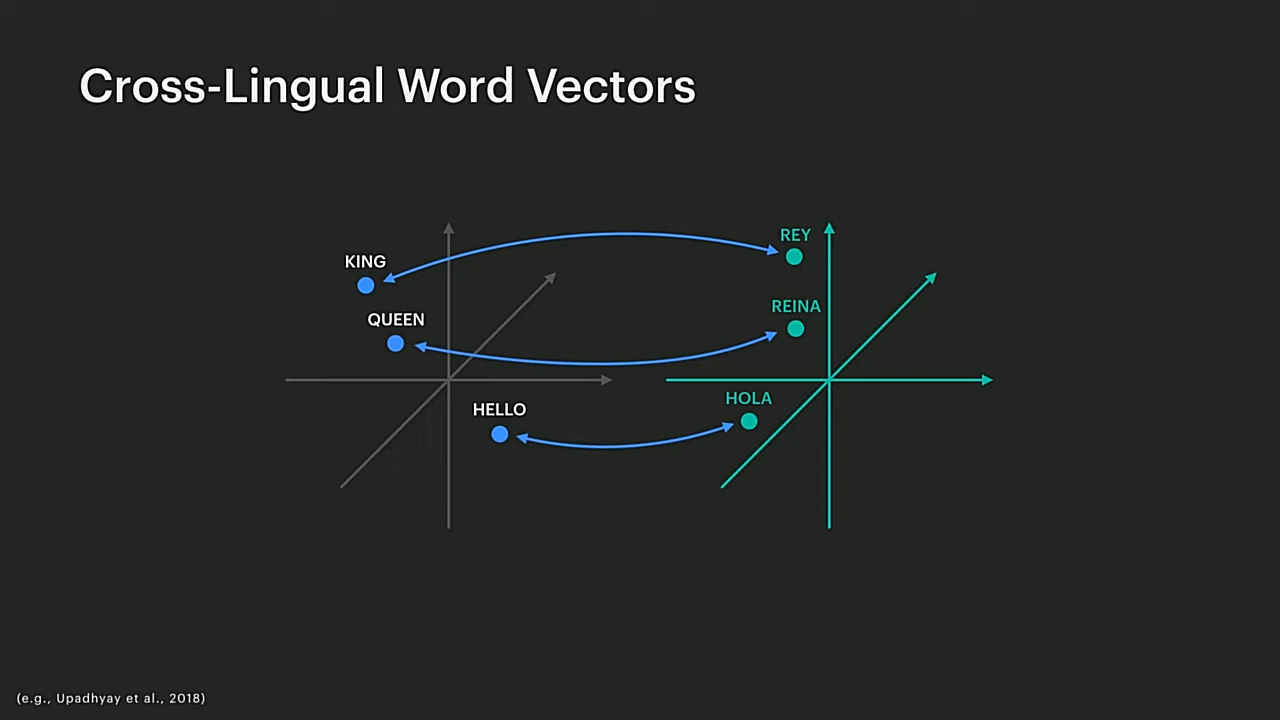 Cross-Lingual Word Vectors
KING
REY
QUEEN
REINA
HELLO
HOLA
(e.g., Upadhyay et al., 2018)